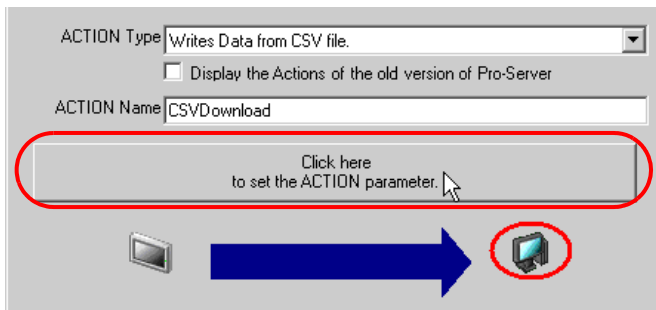 ACTION Type Writes Data from CSV file.
Display the Actions of the old version of Pro-Server
ACTION Name CSVDownload
Click here
to set the ACTION parameter.